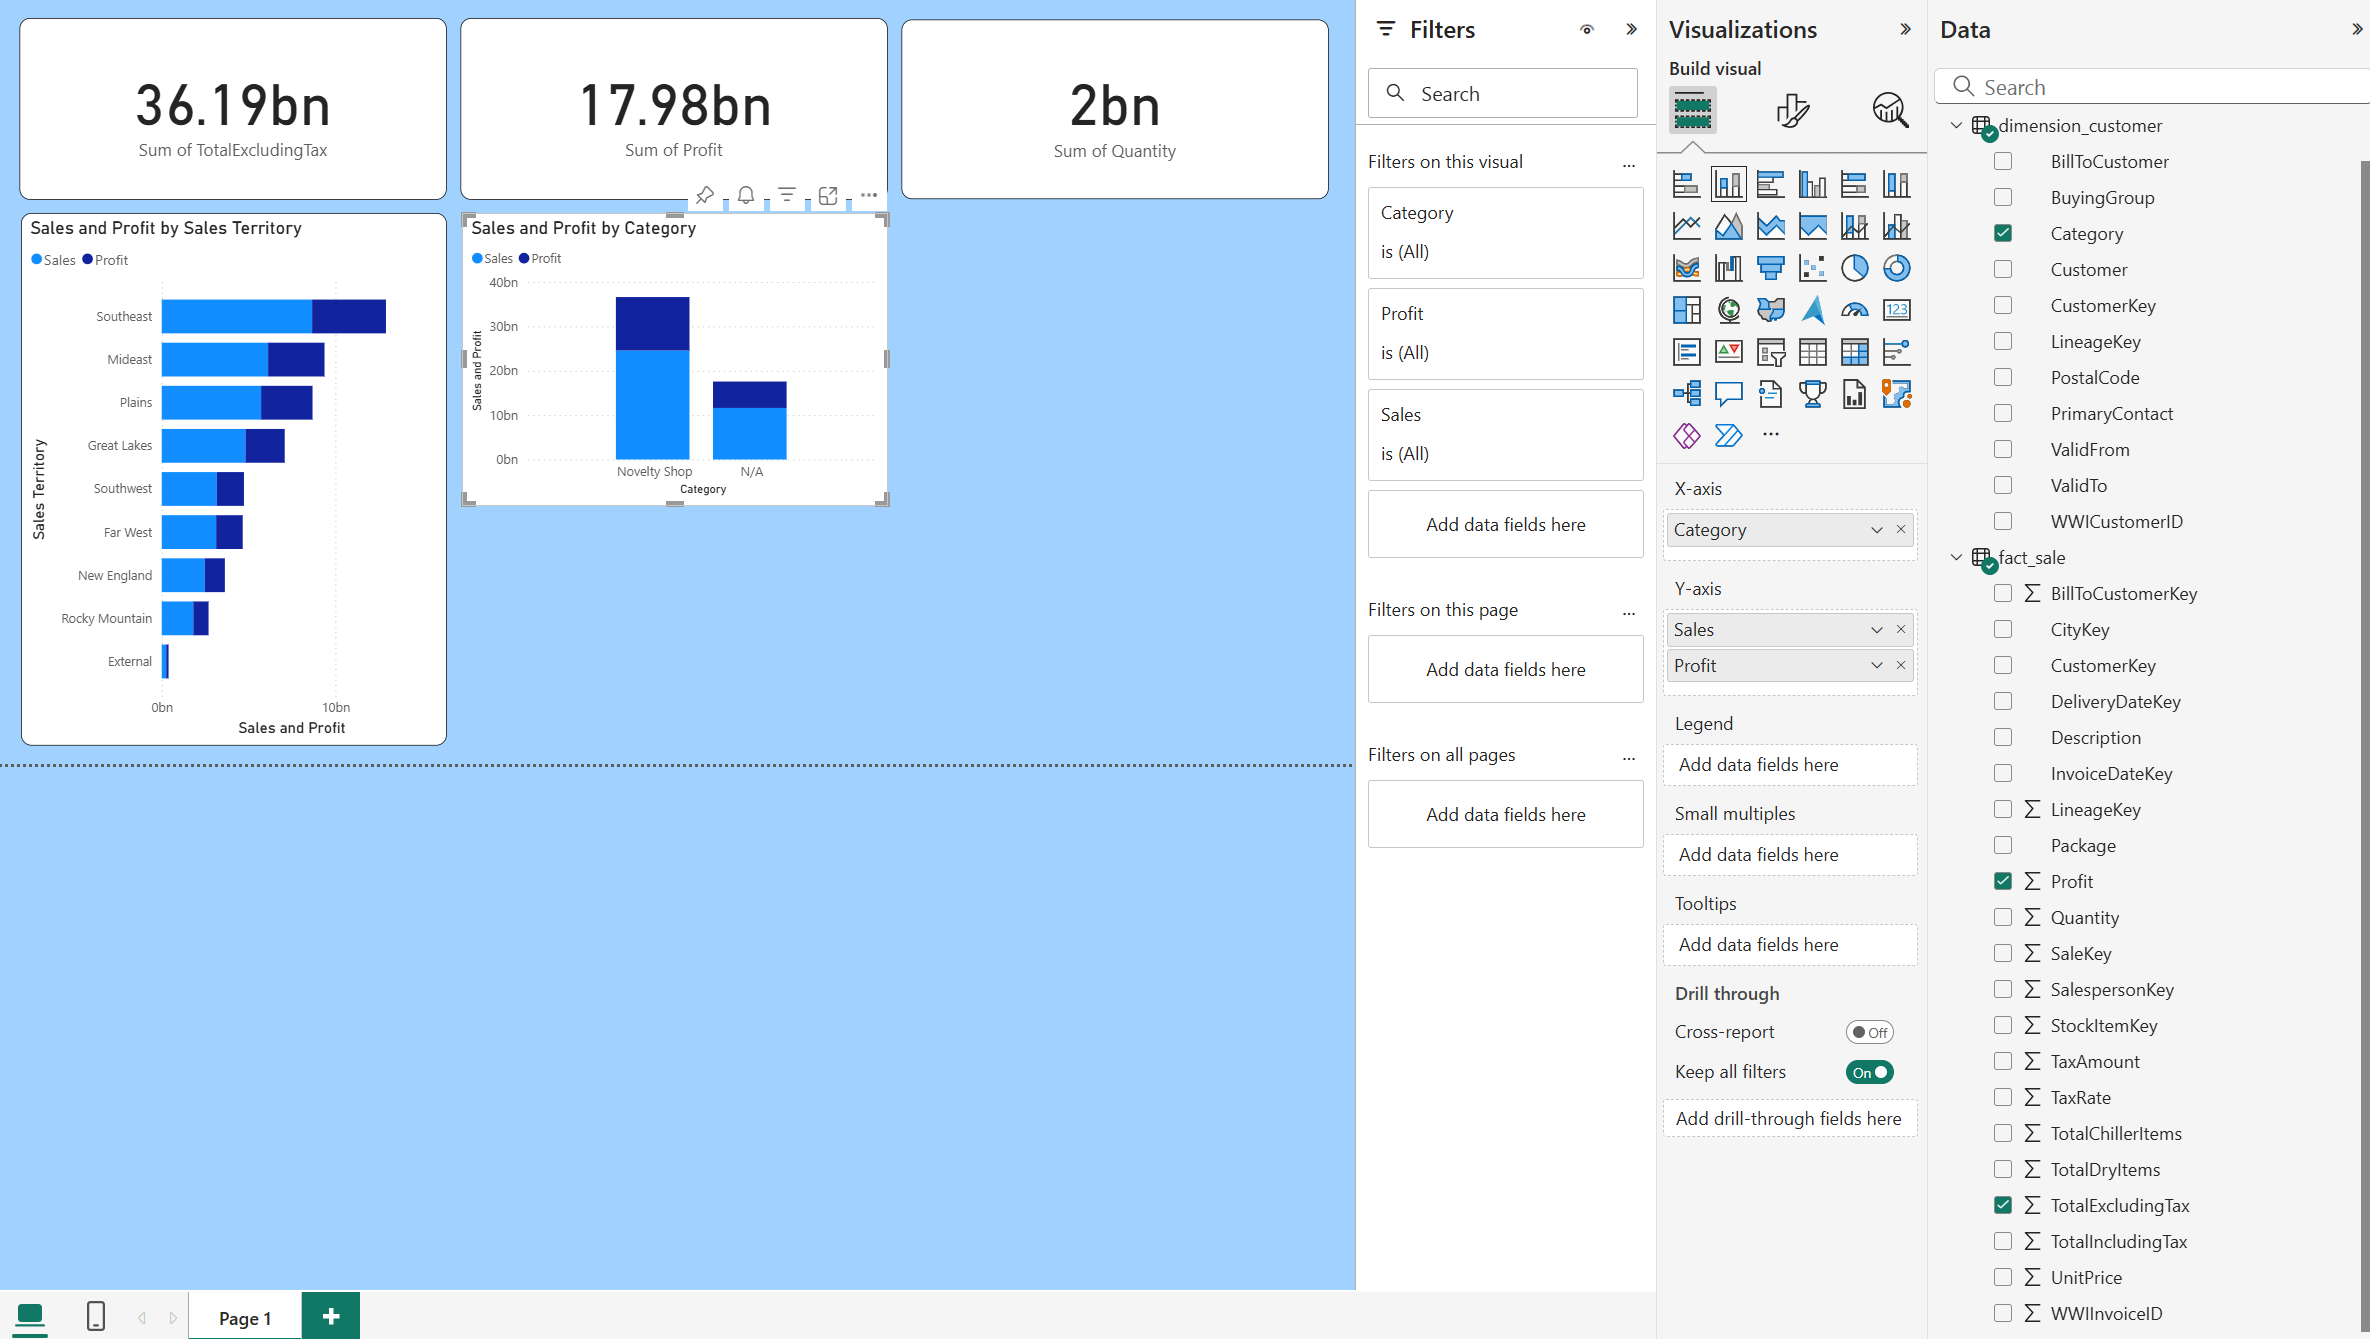 36.19bn
Sum of TotalExcludingTax
17.98bn
Sum of Profit
2bn
Sum of Quantity
Sales and Profit by Sales Territory
Sales Profit
Sales Territory
Southeast
Mideast
Plains
Great Lakes
Southwest
Far West
New England
Rocky Mountain
External
0bn 10bn
Sales and Profit
Sales and Profit by Category
Sales Profit
Sales and Profit
40bn
30bn
20bn
10bn
0bn
Novelty Shop N/A
Category
Page 1
Filters
Search
Filters on this visual
Category
is (All)
Profit
is (All)
Sales
is (All)
Add data fields here
Filters on this page
Add data fields here
Filters on all pages
Add data fields here
Visualizations
Build visual
123
X-axis
Category
Y-axis
Sales
Profit
Legend
Add data fields here
Small multiples
Add data fields here
Tooltips
Add data fields here
Drill through
Cross-report Off
Keep all filters On
Add drill-through fields here
Data
Search
dimension_customer
BillToCustomer
BuyingGroup
Category
Customer
CustomerKey
LineageKey
PostalCode
PrimaryContact
ValidFrom
ValidTo
WWICustomerID
fact_sale
BillToCustomerKey
CityKey
CustomerKey
DeliveryDateKey
Description
InvoiceDateKey
LineageKey
Package
Profit
Quantity
SaleKey
SalespersonKey
StockItemKey
TaxAmount
TaxRate
TotalChillerItems
TotalDryItems
TotalExcludingTax
TotalIncludingTax
UnitPrice
WWIInvoiceID